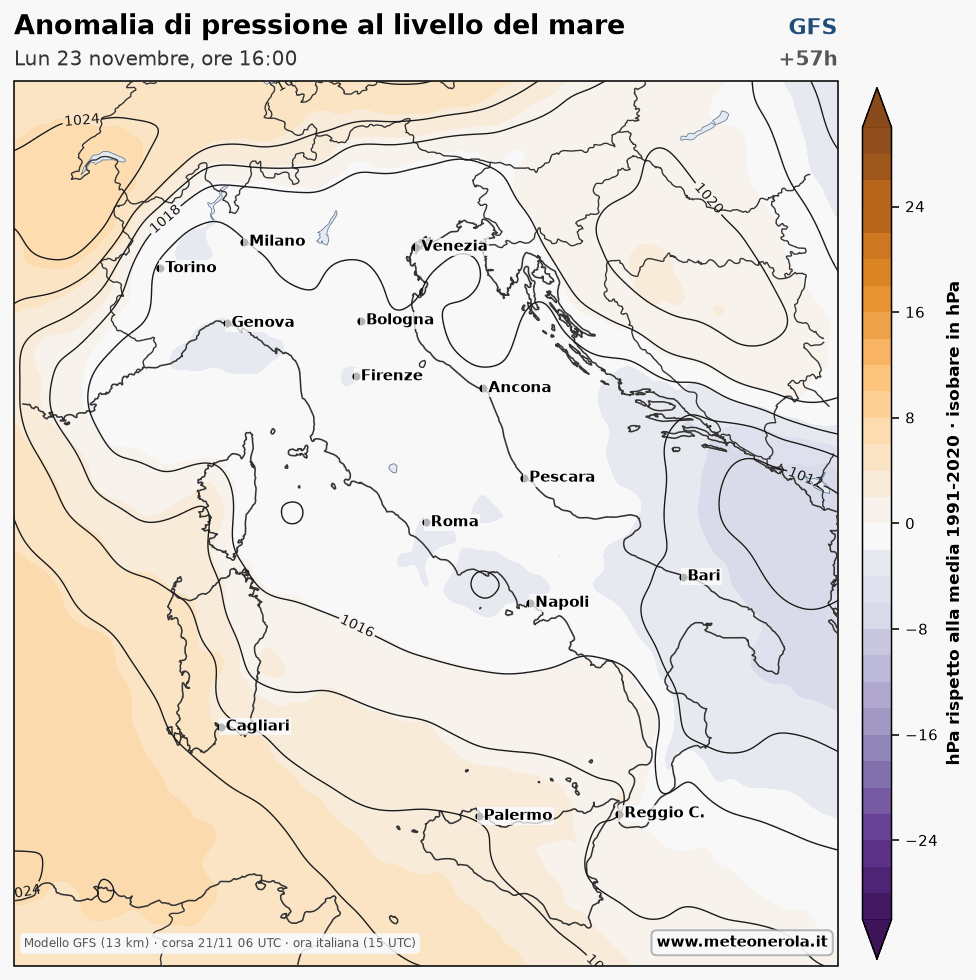 Anomalia di pressione al livello del mare
GFS
Lun 23 novembre, ore 16:00
+57h
1024
1018
1020
Milano
Venezia
Torino
Genova
Bologna
Firenze
Ancona
1012
Pescara
Roma
Bari
Napoli
1016
Cagliari
Palermo
Reggio C.
024
10
24
16
8
0
−8
−16
−24
hPa rispetto alla media 1991-2020 · isobare in hPa
Modello GFS (13 km) · corsa 21/11 06 UTC · ora italiana (15 UTC)
www.meteonerola.it